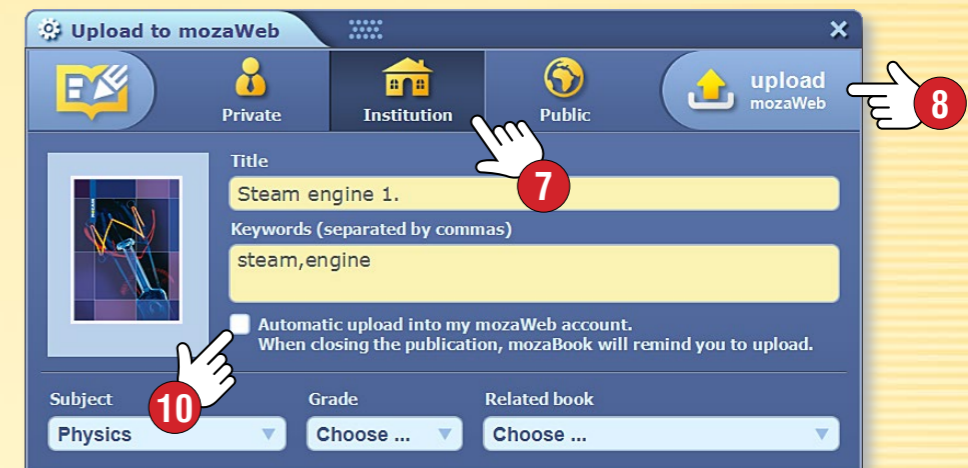 Upload to mozaWeb
Private
Institution
Public
upload
mozaWeb
8
7
Title
Steam engine 1.
Keywords (separated by commas)
steam,engine
Automatic upload into my mozaWeb account.
When closing the publication, mozaBook will remind you to upload.
10
Subject
Grade
Related book
Physics
Choose ...
Choose ...